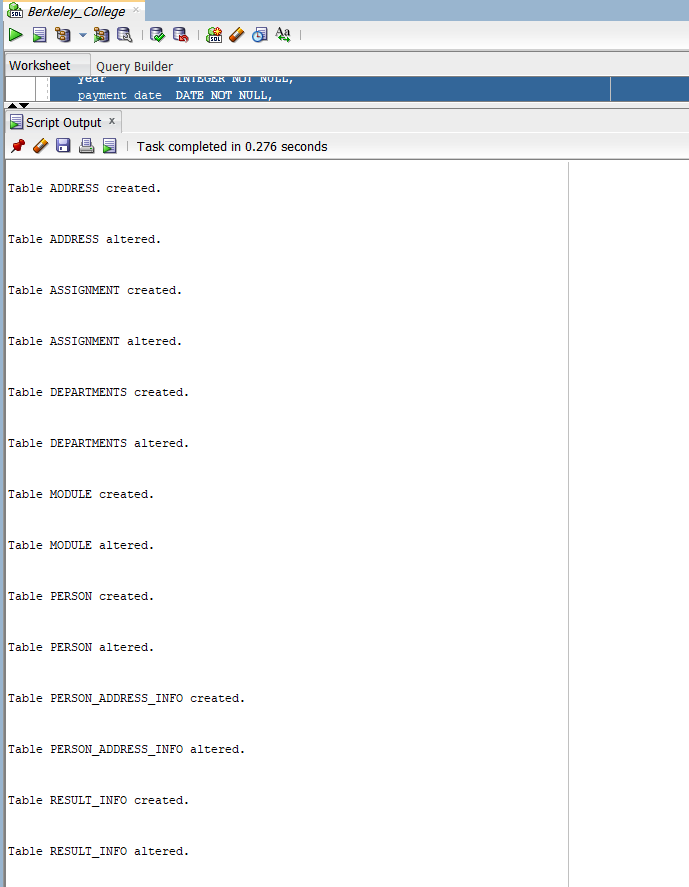 Berkeley_College
Worksheet Query Builder
year INTEGER NOT NULL,
payment_date DATE NOT NULL,
Script Output
Task completed in 0.276 seconds
Table ADDRESS created.
Table ADDRESS altered.
Table ASSIGNMENT created.
Table ASSIGNMENT altered.
Table DEPARTMENTS created.
Table DEPARTMENTS altered.
Table MODULE created.
Table MODULE altered.
Table PERSON created.
Table PERSON altered.
Table PERSON_ADDRESS_INFO created.
Table PERSON_ADDRESS_INFO altered.
Table RESULT_INFO created.
Table RESULT_INFO altered.